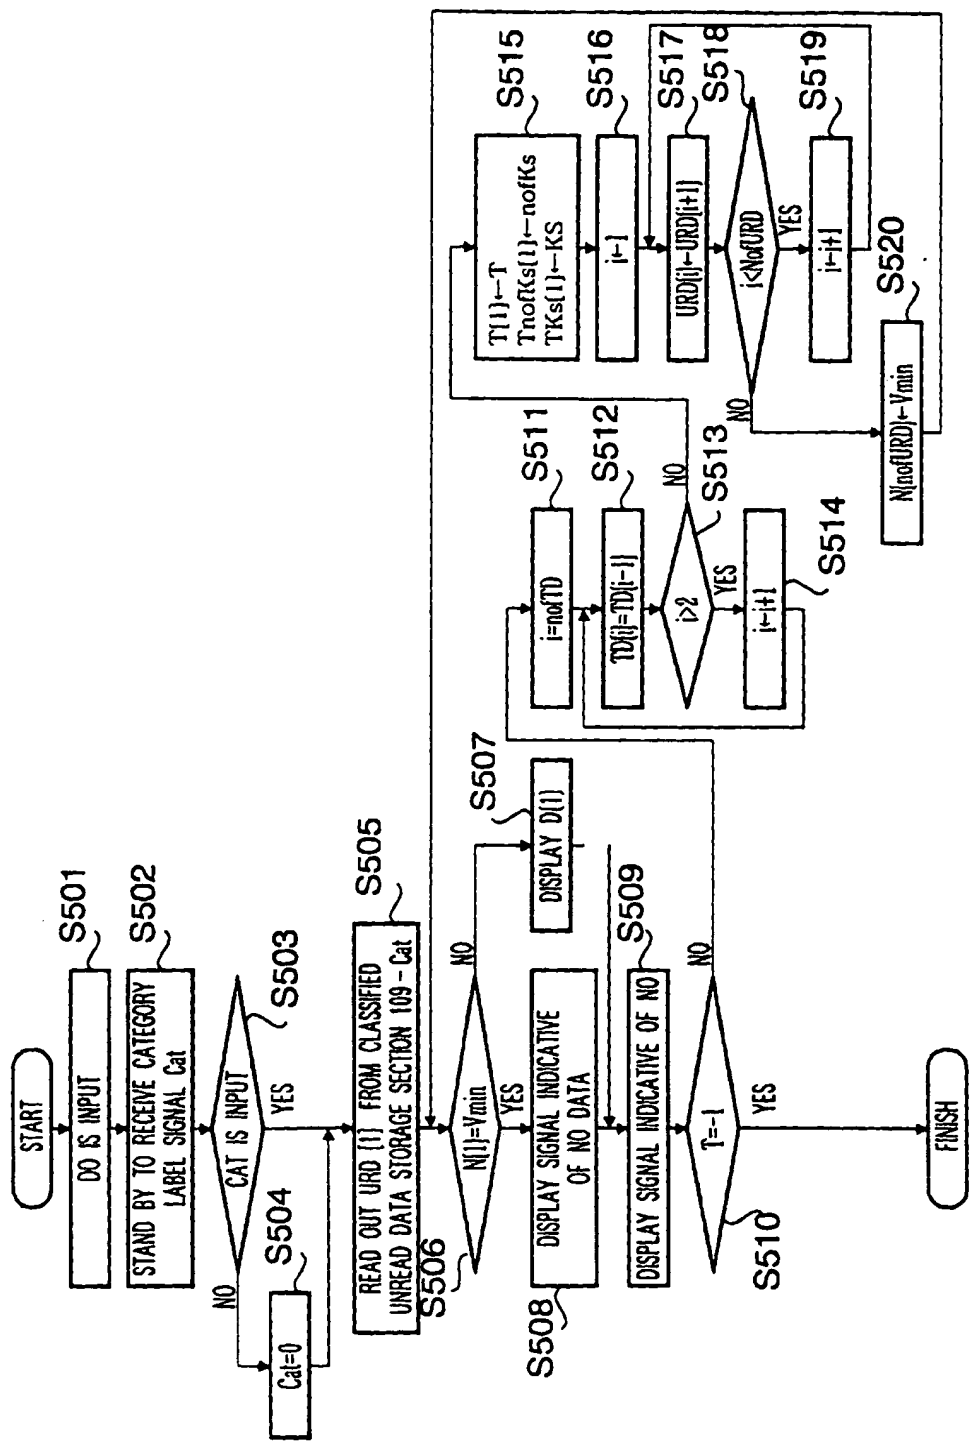 START
DO IS INPUT
S501
STAND BY TO RECEIVE CATEGORY
LABEL SIGNAL Cat
S502
CAT IS INPUT
S503
NO
YES
Cat=0
S504
READ OUT URD [1] FROM CLASSIFIED
UNREAD DATA STORAGE SECTION 109-Cat
S505
N[1]=Vmin
S506
NO
YES
DISPLAY D[1]
S507
DISPLAY SIGNAL INDICATIVE
OF NO DATA
S508
DISPLAY SIGNAL INDICATIVE OF NO
S509
T=-1
S510
NO
YES
FINISH
i=nofTD
S511
TD[i]=TD[i-1]
S512
i>2
S513
NO
YES
i←i+1
S514
T[1]←T
TnofKs[1]←nofKs
TKs[1]←KS
S515
i←1
S516
URD[i]←URD[i+1]
S517
i<NofURD
S518
NO
YES
i←i+1
S519
N[nofURD]←Vmin
S520